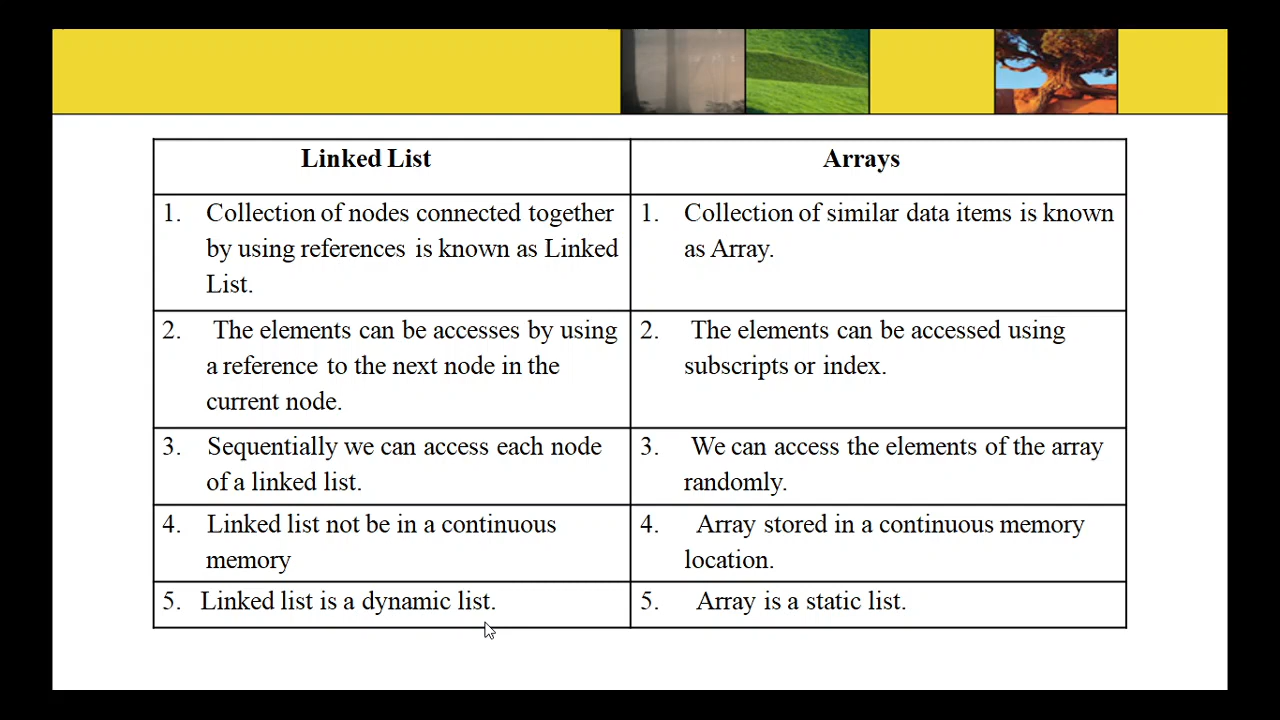 Linked List
Arrays
1. Collection of nodes connected together
by using references is known as Linked
List.
1. Collection of similar data items is known
as Array.
2. The elements can be accesses by using
a reference to the next node in the
current node.
2. The elements can be accessed using
subscripts or index.
3. Sequentially we can access each node
of a linked list.
3. We can access the elements of the array
randomly.
4. Linked list not be in a continuous
memory
4. Array stored in a continuous memory
location.
5. Linked list is a dynamic list.
5. Array is a static list.